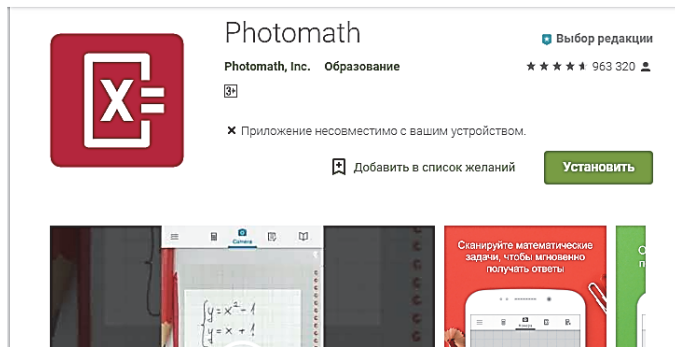 Photomath
Выбор редакции
Photomath, Inc. Образование
963 320
3+
Приложение несовместимо с вашим устройством.
Добавить в список желаний
Установить
X=
Camera
y=x²-1
y=x+1
Сканируйте математические
задачи, чтобы мгновенно
получать ответы